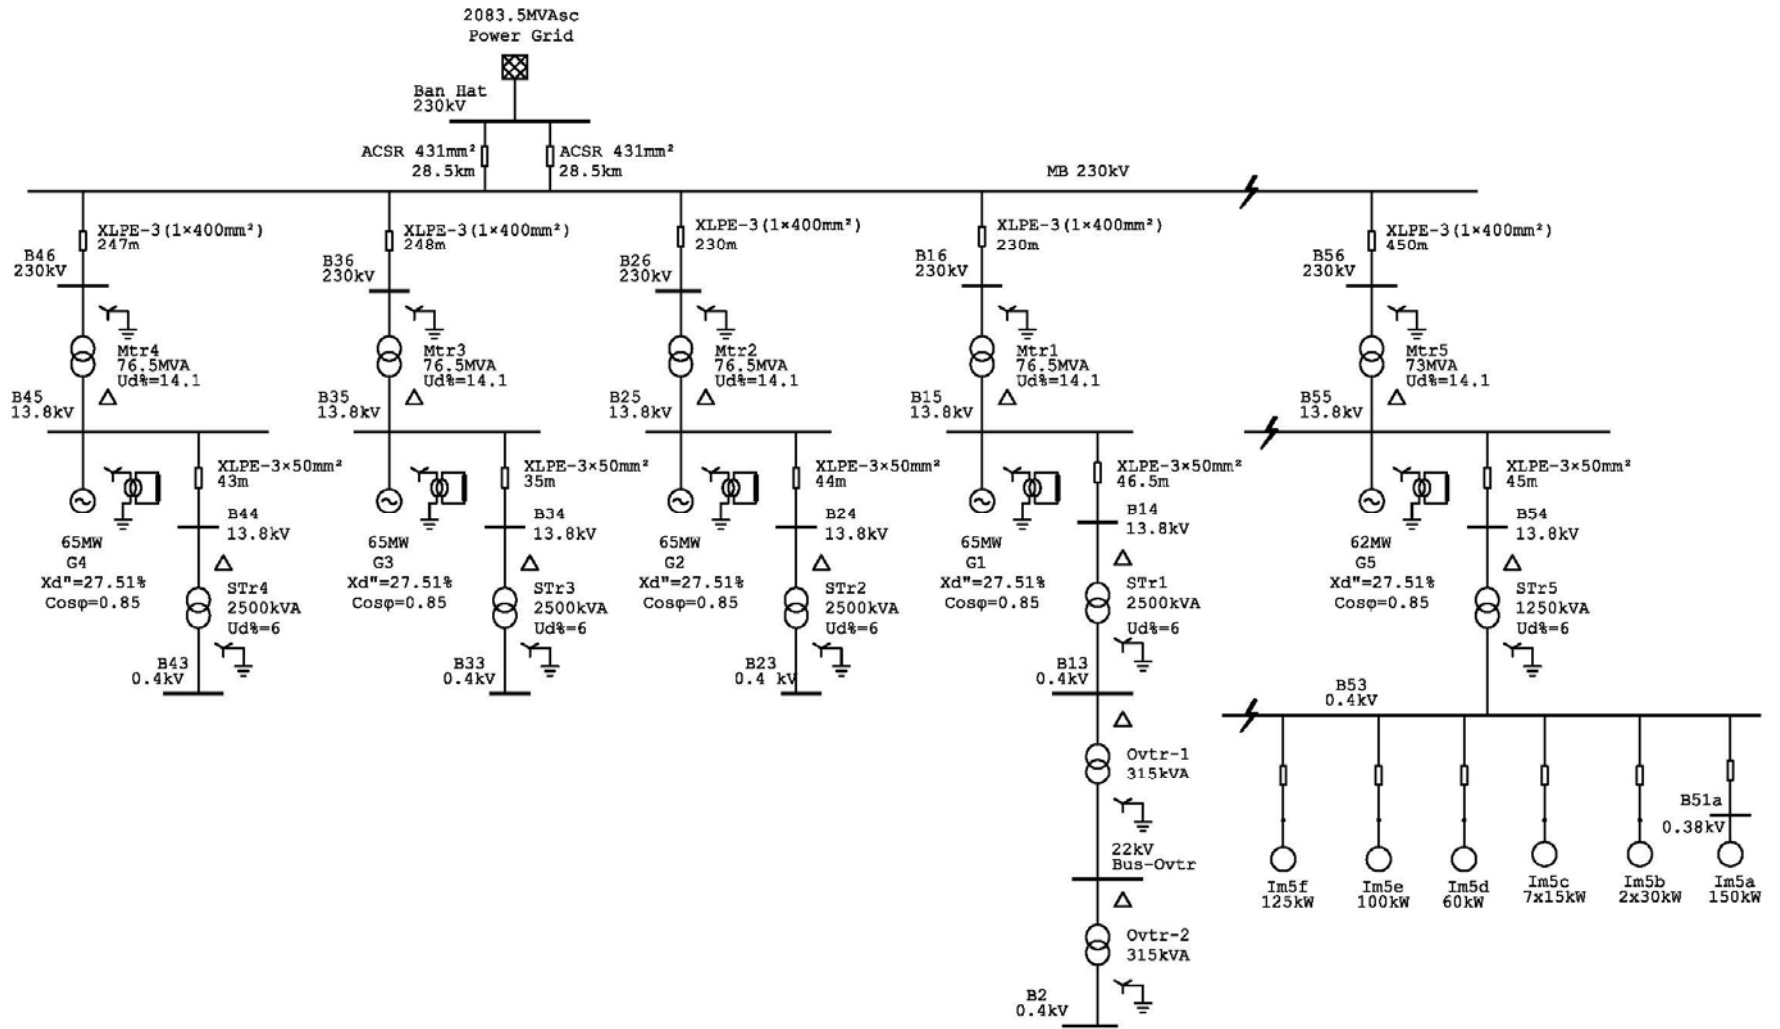 2083.5MVAsc
Power Grid
Ban Hat
230kV
ACSR 431mm²
28.5km
ACSR 431mm²
28.5km
MB 230kV
XLPE-3(1×400mm²)
247m
XLPE-3(1×400mm²)
248m
XLPE-3(1×400mm²)
230m
XLPE-3(1×400mm²)
230m
XLPE-3(1×400mm²)
450m
B46
230kV
B36
230kV
B26
230kV
B16
230kV
B56
230kV
Mtr4
76.5MVA
Ud%=14.1
Mtr3
76.5MVA
Ud%=14.1
Mtr2
76.5MVA
Ud%=14.1
Mtr1
76.5MVA
Ud%=14.1
Mtr5
73MVA
Ud%=14.1
B45
13.8kV
B35
13.8kV
B25
13.8kV
B15
13.8kV
B55
13.8kV
XLPE-3×50mm²
43m
XLPE-3×50mm²
35m
XLPE-3×50mm²
44m
XLPE-3×50mm²
46.5m
XLPE-3×50mm²
45m
B44
13.8kV
B34
13.8kV
B24
13.8kV
B14
13.8kV
B54
13.8kV
65MW
G4
Xd"=27.51%
Cosφ=0.85
65MW
G3
Xd"=27.51%
Cosφ=0.85
65MW
G2
Xd"=27.51%
Cosφ=0.85
65MW
G1
Xd"=27.51%
Cosφ=0.85
62MW
G5
Xd"=27.51%
Cosφ=0.85
STr4
2500kVA
Ud%=6
STr3
2500kVA
Ud%=6
STr2
2500kVA
Ud%=6
STr1
2500kVA
Ud%=6
STr5
1250kVA
Ud%=6
B43
0.4kV
B33
0.4kV
B23
0.4 kV
B13
0.4kV
B53
0.4kV
Ovtr-1
315kVA
22kV
Bus-Ovtr
Ovtr-2
315kVA
B2
0.4kV
B51a
0.38kV
Im5f
125kW
Im5e
100kW
Im5d
60kW
Im5c
7x15kW
Im5b
2x30kW
Im5a
150kW